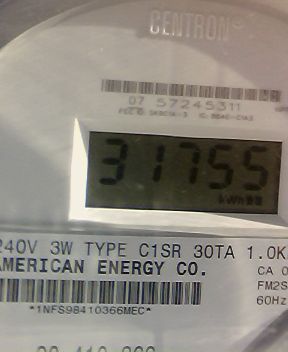 CENTRON®
07 57245311
31755
kWh
240V 3W TYPE C1SR 30TA 1.0K
AMERICAN ENERGY CO.
CA 0
FM2S
*1NFS98410366MEC*
60Hz